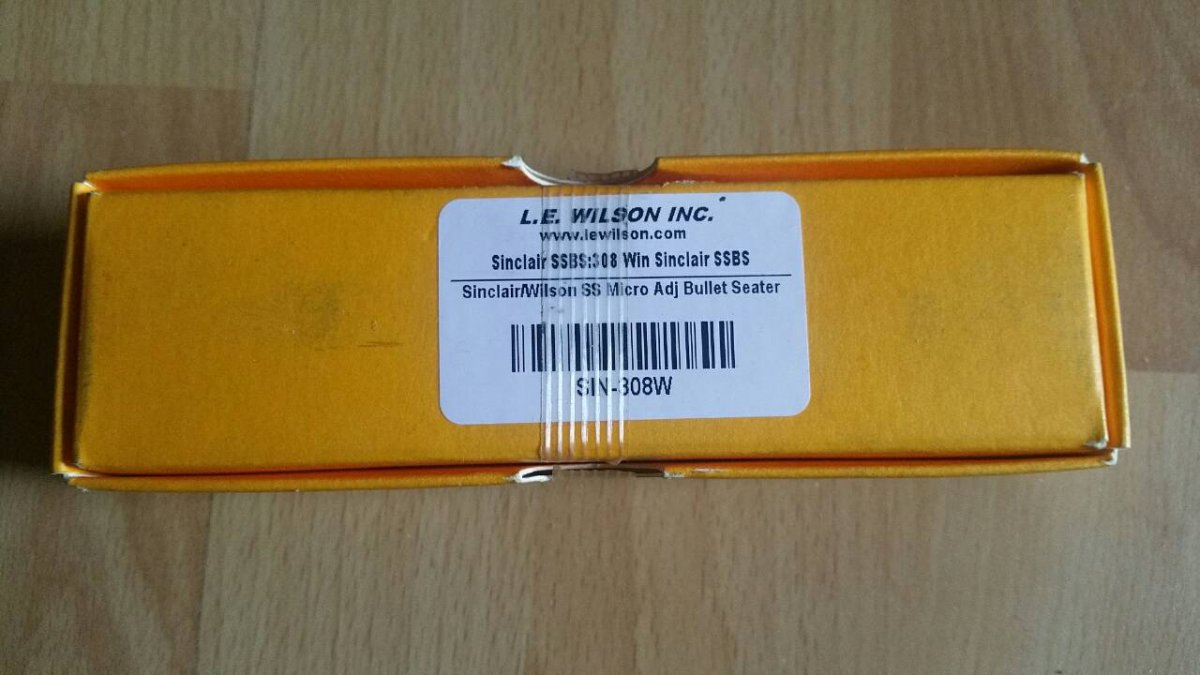 L.E. WILSON INC.
www.lewilson.com
Sinclair SSBS:308 Win Sinclair SSBS
Sinclair/Wilson SS Micro Adj Bullet Seater
SIN-308W